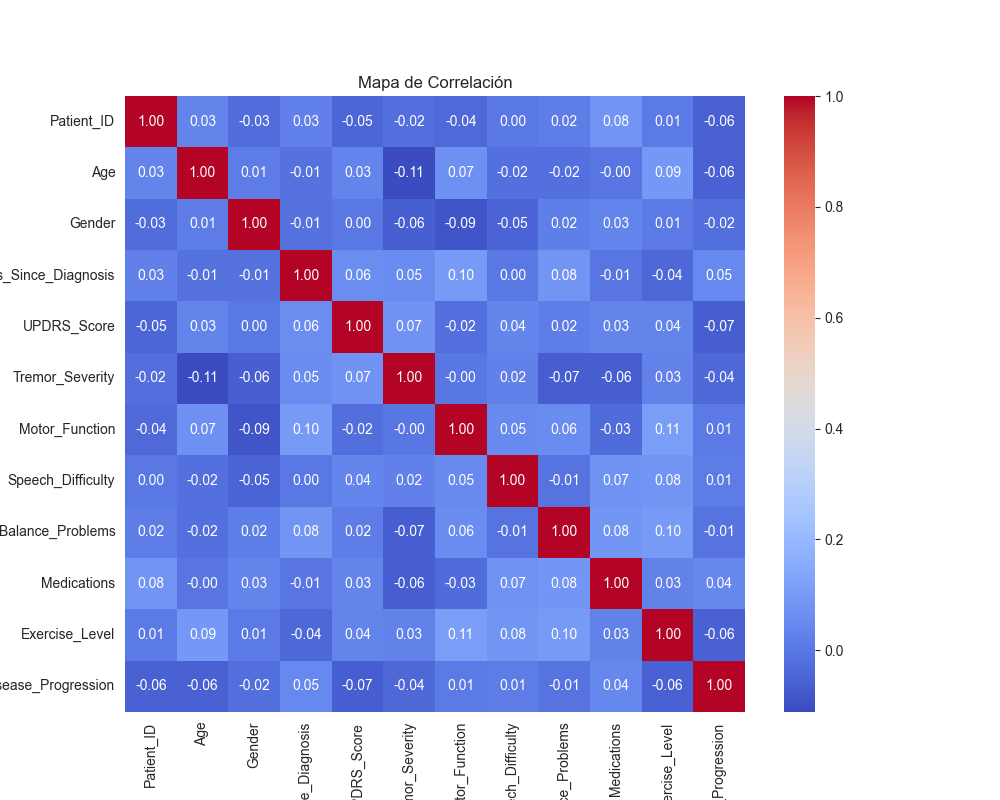 Mapa de Correlación
Patient_ID 1.00 0.03 -0.03 0.03 -0.05 -0.02 -0.04 0.00 0.02 0.08 0.01 -0.06
Age 0.03 1.00 0.01 -0.01 0.03 -0.11 0.07 -0.02 -0.02 -0.00 0.09 -0.06
Gender -0.03 0.01 1.00 -0.01 0.00 -0.06 -0.09 -0.05 0.02 0.03 0.01 -0.02
s_Since_Diagnosis 0.03 -0.01 -0.01 1.00 0.06 0.05 0.10 0.00 0.08 -0.01 -0.04 0.05
UPDRS_Score -0.05 0.03 0.00 0.06 1.00 0.07 -0.02 0.04 0.02 0.03 0.04 -0.07
Tremor_Severity -0.02 -0.11 -0.06 0.05 0.07 1.00 -0.00 0.02 -0.07 -0.06 0.03 -0.04
Motor_Function -0.04 0.07 -0.09 0.10 -0.02 -0.00 1.00 0.05 0.06 -0.03 0.11 0.01
Speech_Difficulty 0.00 -0.02 -0.05 0.00 0.04 0.02 0.05 1.00 -0.01 0.07 0.08 0.01
Balance_Problems 0.02 -0.02 0.02 0.08 0.02 -0.07 0.06 -0.01 1.00 0.08 0.10 -0.01
Medications 0.08 -0.00 0.03 -0.01 0.03 -0.06 -0.03 0.07 0.08 1.00 0.03 0.04
Exercise_Level 0.01 0.09 0.01 -0.04 0.04 0.03 0.11 0.08 0.10 0.03 1.00 -0.06
sease_Progression -0.06 -0.06 -0.02 0.05 -0.07 -0.04 0.01 0.01 -0.01 0.04 -0.06 1.00
Patient_ID
Age
Gender
e_Diagnosis
PDRS_Score
mor_Severity
tor_Function
ech_Difficulty
ce_Problems
Medications
ercise_Level
_Progression
1.0
0.8
0.6
0.4
0.2
0.0